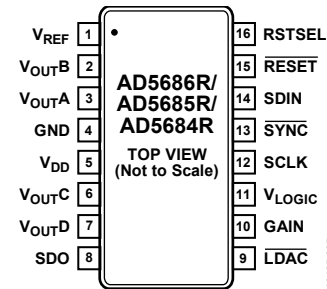 VREF 1
VOUTB 2
VOUTA 3
GND 4
VDD 5
VOUTC 6
VOUTD 7
SDO 8
AD5686R/
AD5685R/
AD5684R
TOP VIEW
(Not to Scale)
16 RSTSEL
15 RESET
14 SDIN
13 SYNC
12 SCLK
11 VLOGIC
10 GAIN
9 LDAC